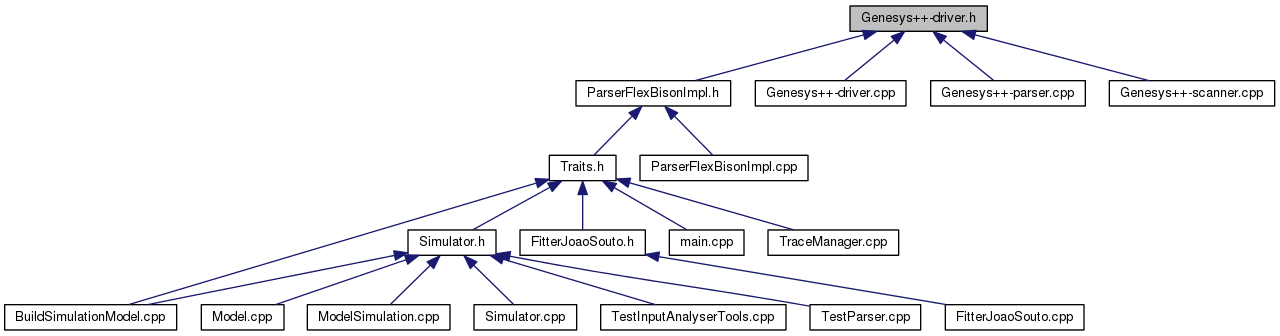 Genesys++-driver.h
ParserFlexBisonImpl.h
Genesys++-driver.cpp
Genesys++-parser.cpp
Genesys++-scanner.cpp
Traits.h
ParserFlexBisonImpl.cpp
Simulator.h
FitterJoaoSouto.h
main.cpp
TraceManager.cpp
BuildSimulationModel.cpp
Model.cpp
ModelSimulation.cpp
Simulator.cpp
TestInputAnalyserTools.cpp
TestParser.cpp
FitterJoaoSouto.cpp